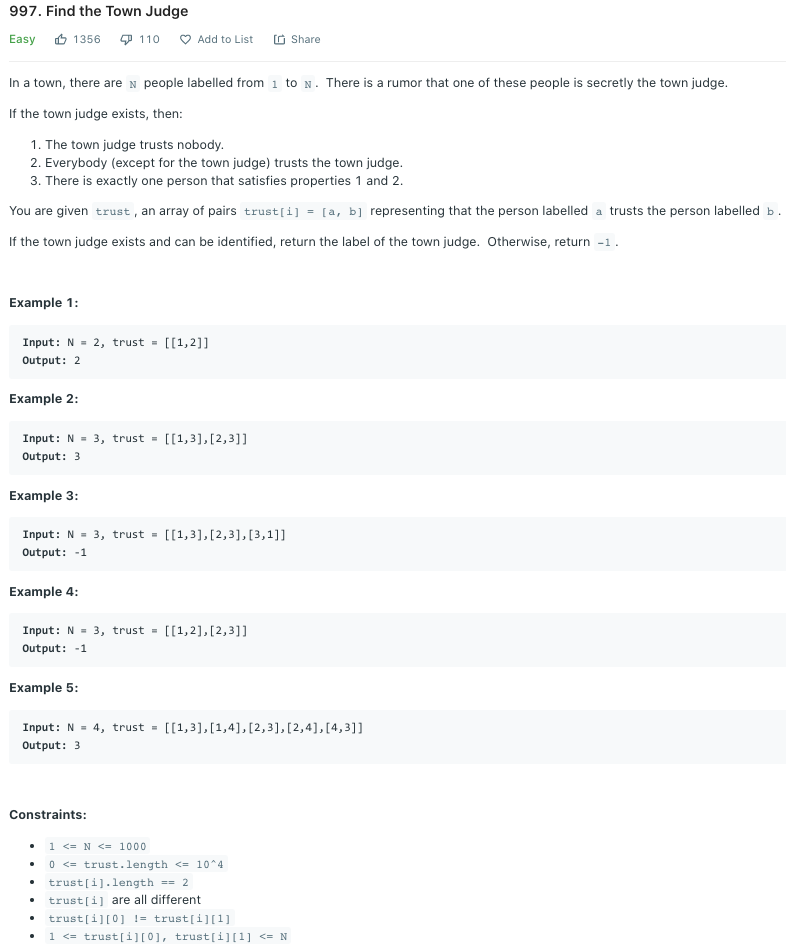 997. Find the Town Judge
Easy 1356 110 Add to List Share
In a town, there are N people labelled from 1 to N. There is a rumor that one of these people is secretly the town judge.
If the town judge exists, then:
1. The town judge trusts nobody.
2. Everybody (except for the town judge) trusts the town judge.
3. There is exactly one person that satisfies properties 1 and 2.
You are given trust, an array of pairs trust[i] = [a, b] representing that the person labelled a trusts the person labelled b.
If the town judge exists and can be identified, return the label of the town judge. Otherwise, return -1.
Example 1:
Input: N = 2, trust = [[1,2]]
Output: 2
Example 2:
Input: N = 3, trust = [[1,3],[2,3]]
Output: 3
Example 3:
Input: N = 3, trust = [[1,3],[2,3],[3,1]]
Output: -1
Example 4:
Input: N = 3, trust = [[1,2],[2,3]]
Output: -1
Example 5:
Input: N = 4, trust = [[1,3],[1,4],[2,3],[2,4],[4,3]]
Output: 3
Constraints:
• 1 <= N <= 1000
• 0 <= trust.length <= 10^4
• trust[i].length == 2
• trust[i] are all different
• trust[i][0] != trust[i][1]
• 1 <= trust[i][0], trust[i][1] <= N